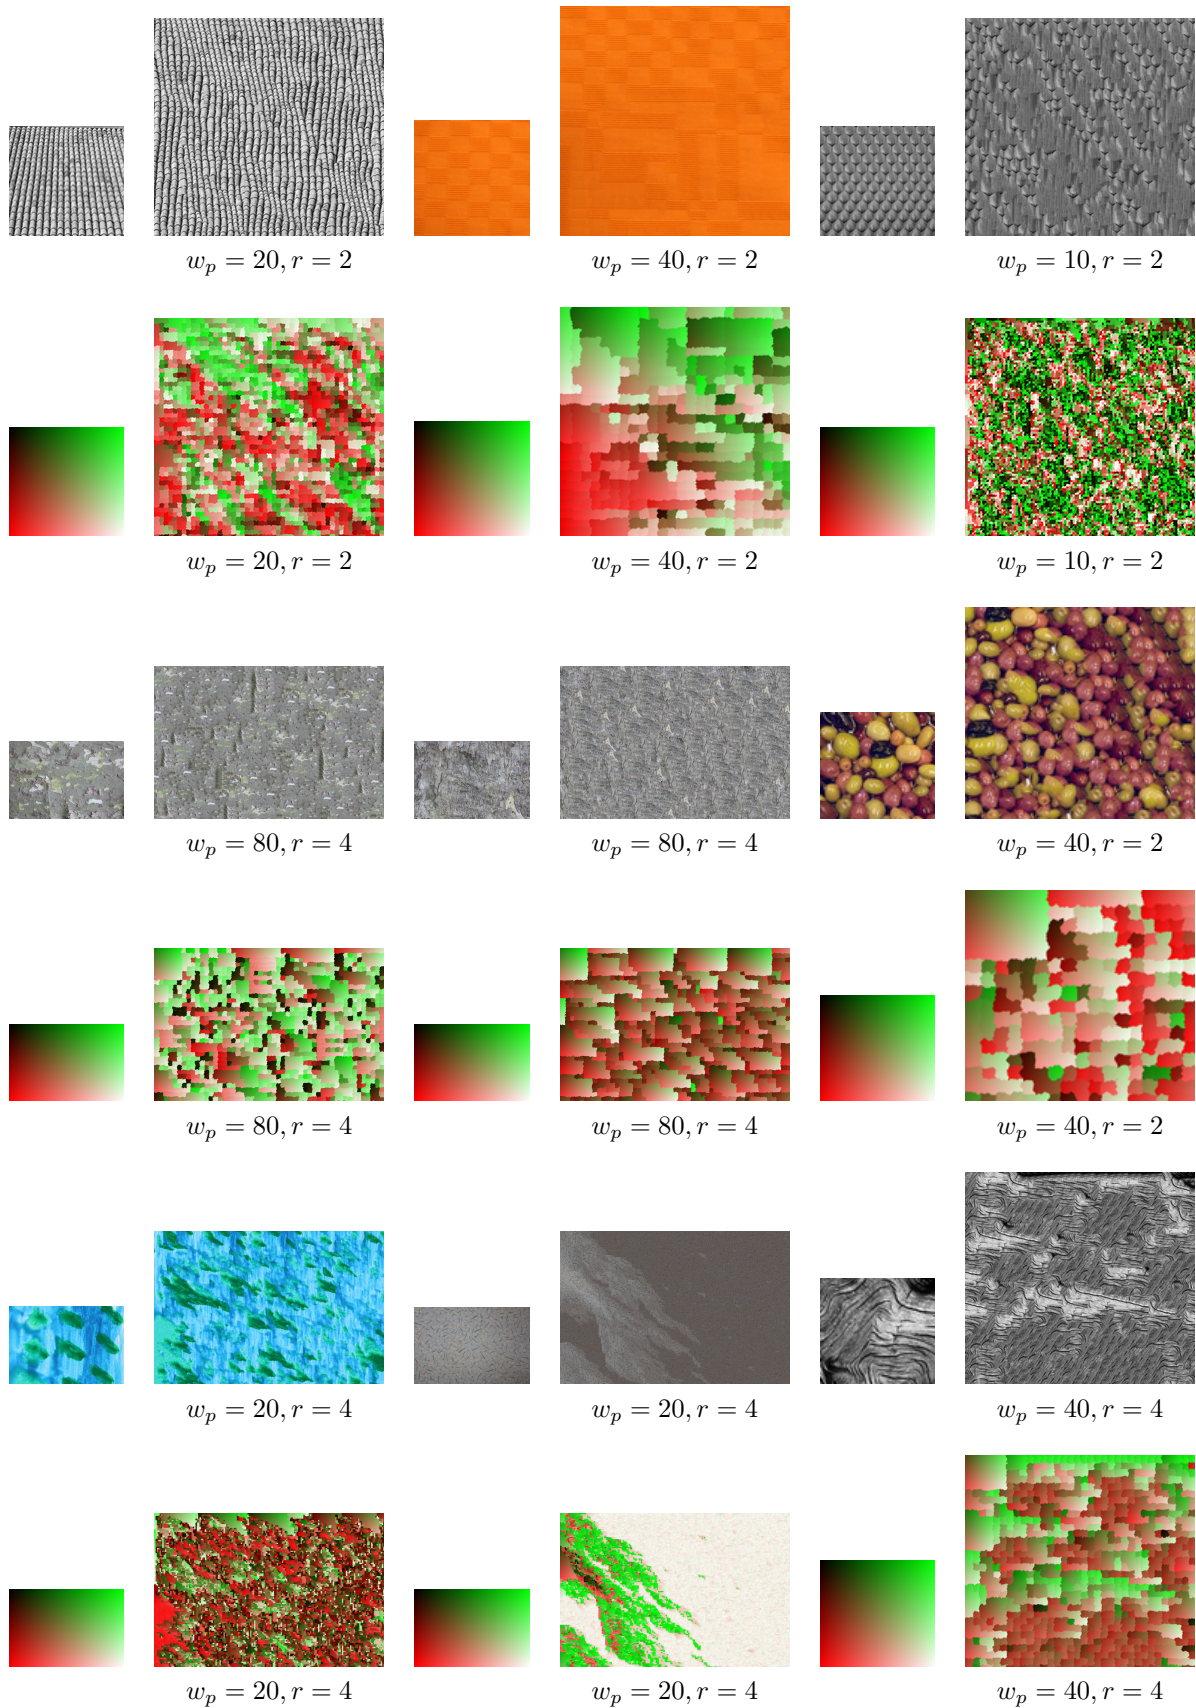 w_p = 20, r = 2
w_p = 40, r = 2
w_p = 10, r = 2
w_p = 20, r = 2
w_p = 40, r = 2
w_p = 10, r = 2
w_p = 80, r = 4
w_p = 80, r = 4
w_p = 40, r = 2
w_p = 80, r = 4
w_p = 80, r = 4
w_p = 40, r = 2
w_p = 20, r = 4
w_p = 20, r = 4
w_p = 40, r = 4
w_p = 20, r = 4
w_p = 20, r = 4
w_p = 40, r = 4